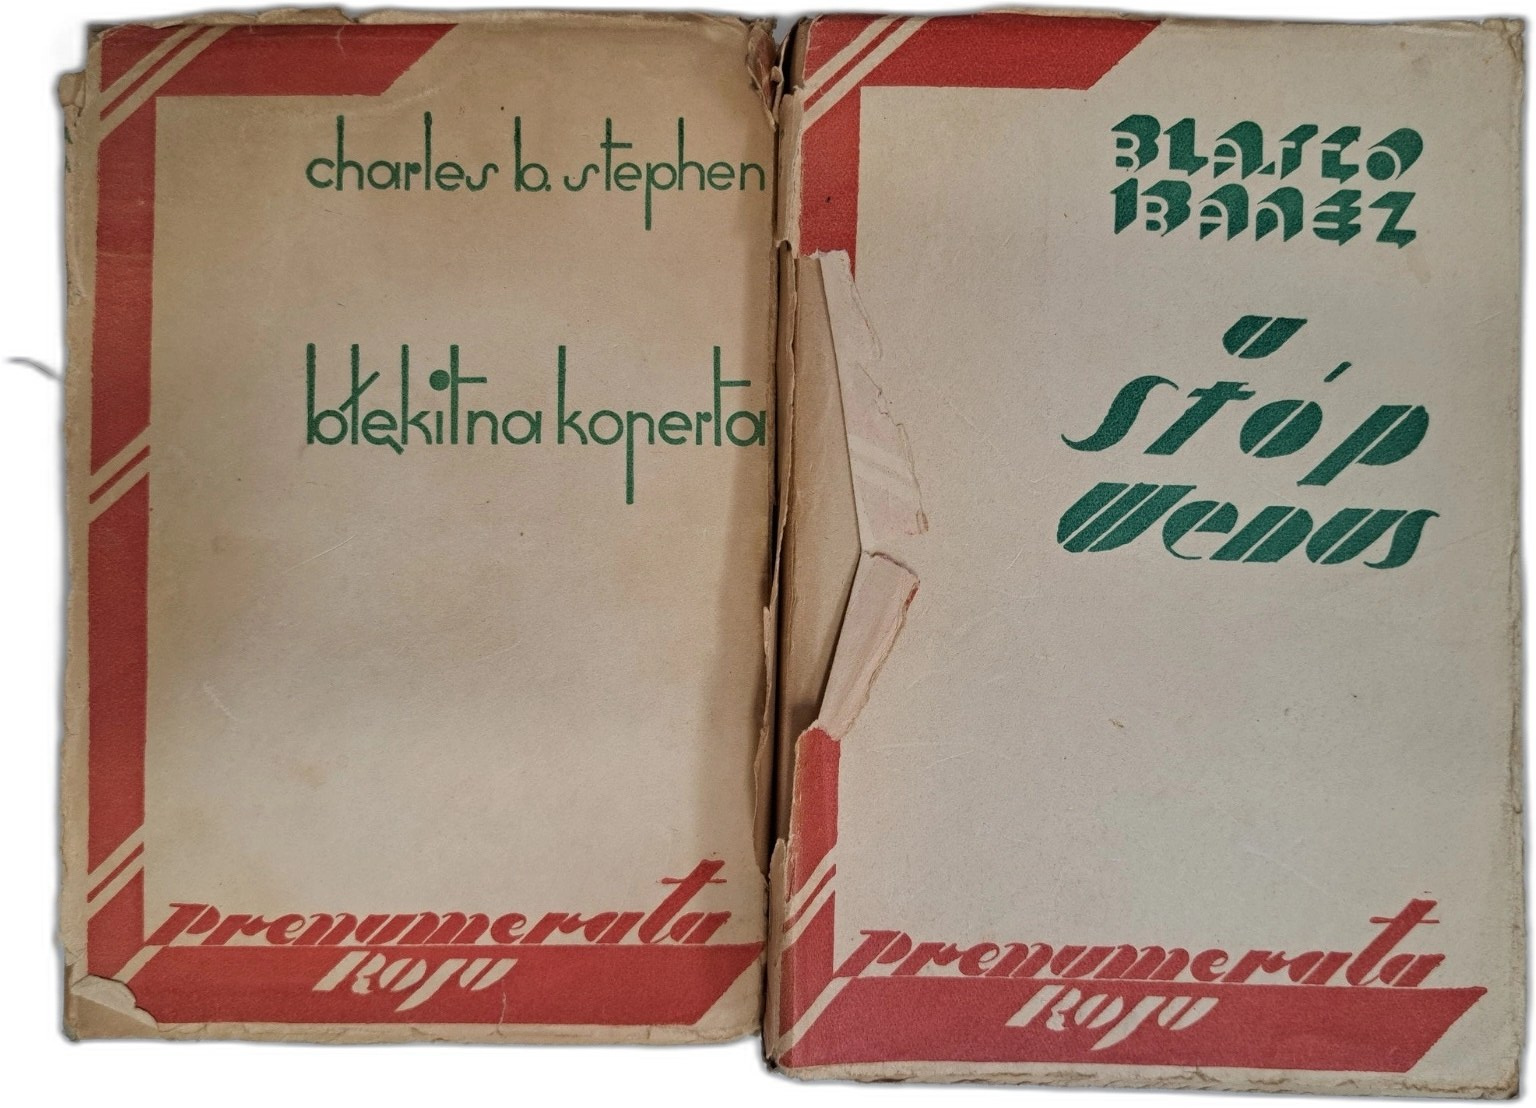 charles b. stephen
błękitna koperta
prenumerata
Roju
BLASCO
IBANEZ
U
stóp
Wenus
prenumerata
Roju